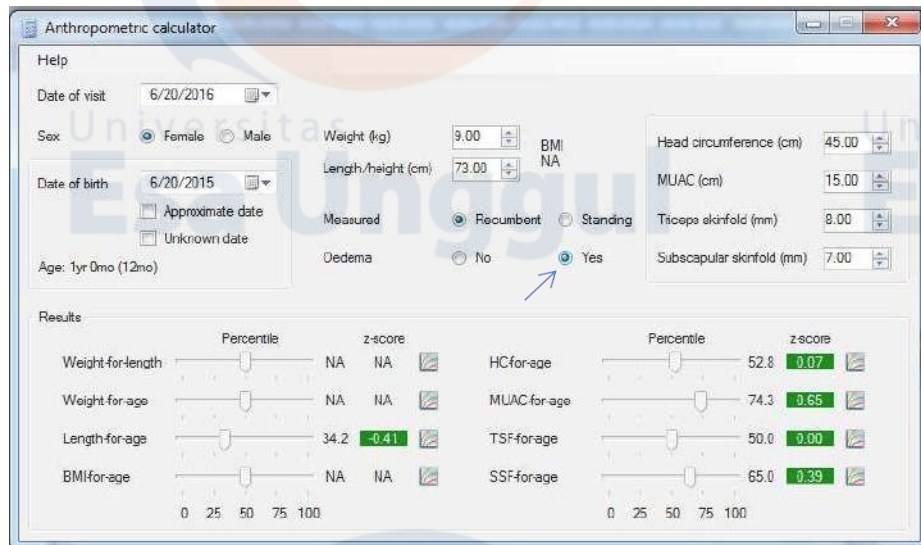 Anthropometric calculator
Help
Date of visit 6/20/2016
Sex Female Male
Date of birth 6/20/2015
Approximate date
Unknown date
Age: 1yr 0mo (12mo)
Weight (kg) 9.00
Length/height (cm) 73.00
BMI
NA
Measured Recumbent Standing
Oedema No Yes
Head circumference (cm) 45.00
MUAC (cm) 15.00
Triceps skinfold (mm) 8.00
Subscapular skinfold (mm) 7.00
Universitas
Esa Unggul
Results
Percentile z-score
Weight-for-length NA NA
Weight-for-age NA NA
Length-for-age 34.2 -0.41
BMI-for-age NA NA
0 25 50 75 100
Percentile z-score
HC-for-age 52.8 0.07
MUAC-for-age 74.3 0.65
TSF-for-age 50.0 0.00
SSF-for-age 65.0 0.39
0 25 50 75 100